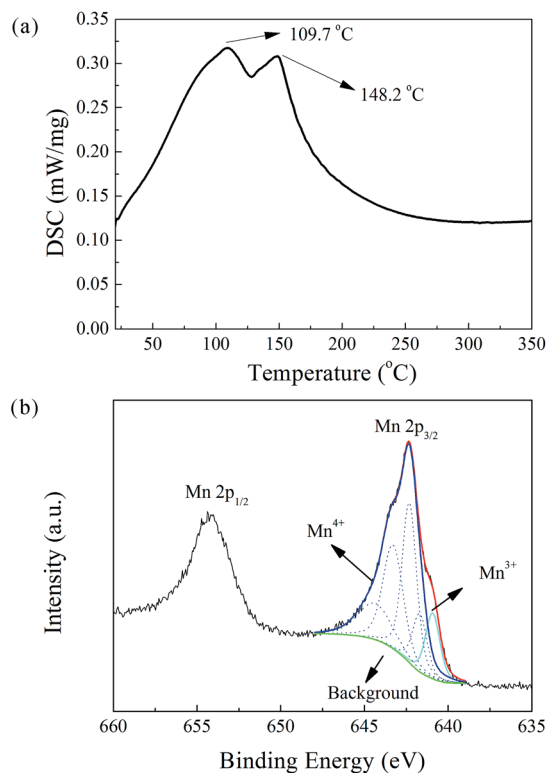 (a)
0.35
0.30
0.25
0.20
0.15
0.10
0.05
0.00
DSC (mW/mg)
109.7 °C
148.2 °C
50 100 150 200 250 300 350
Temperature (°C)
(b)
Mn 2p3/2
Mn 2p1/2
Mn4+
Mn3+
Background
Intensity (a.u.)
660 655 650 645 640 635
Binding Energy (eV)